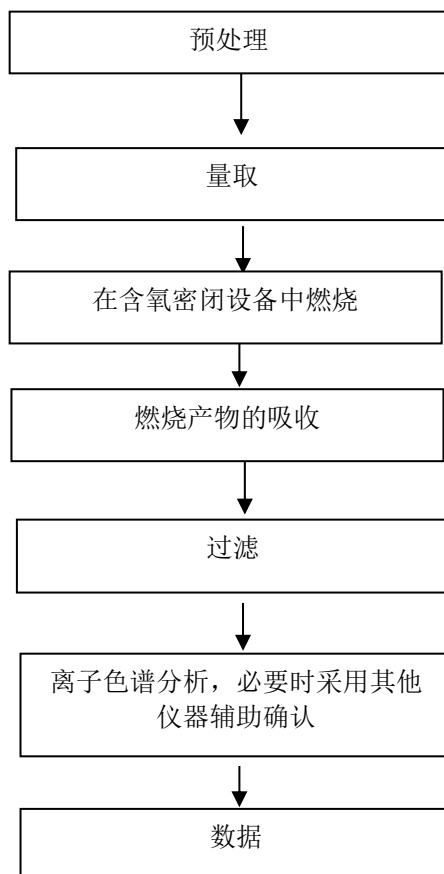 预处理
量取
在含氧密闭设备中燃烧
燃烧产物的吸收
过滤
离子色谱分析，必要时采用其他
仪器辅助确认
数据